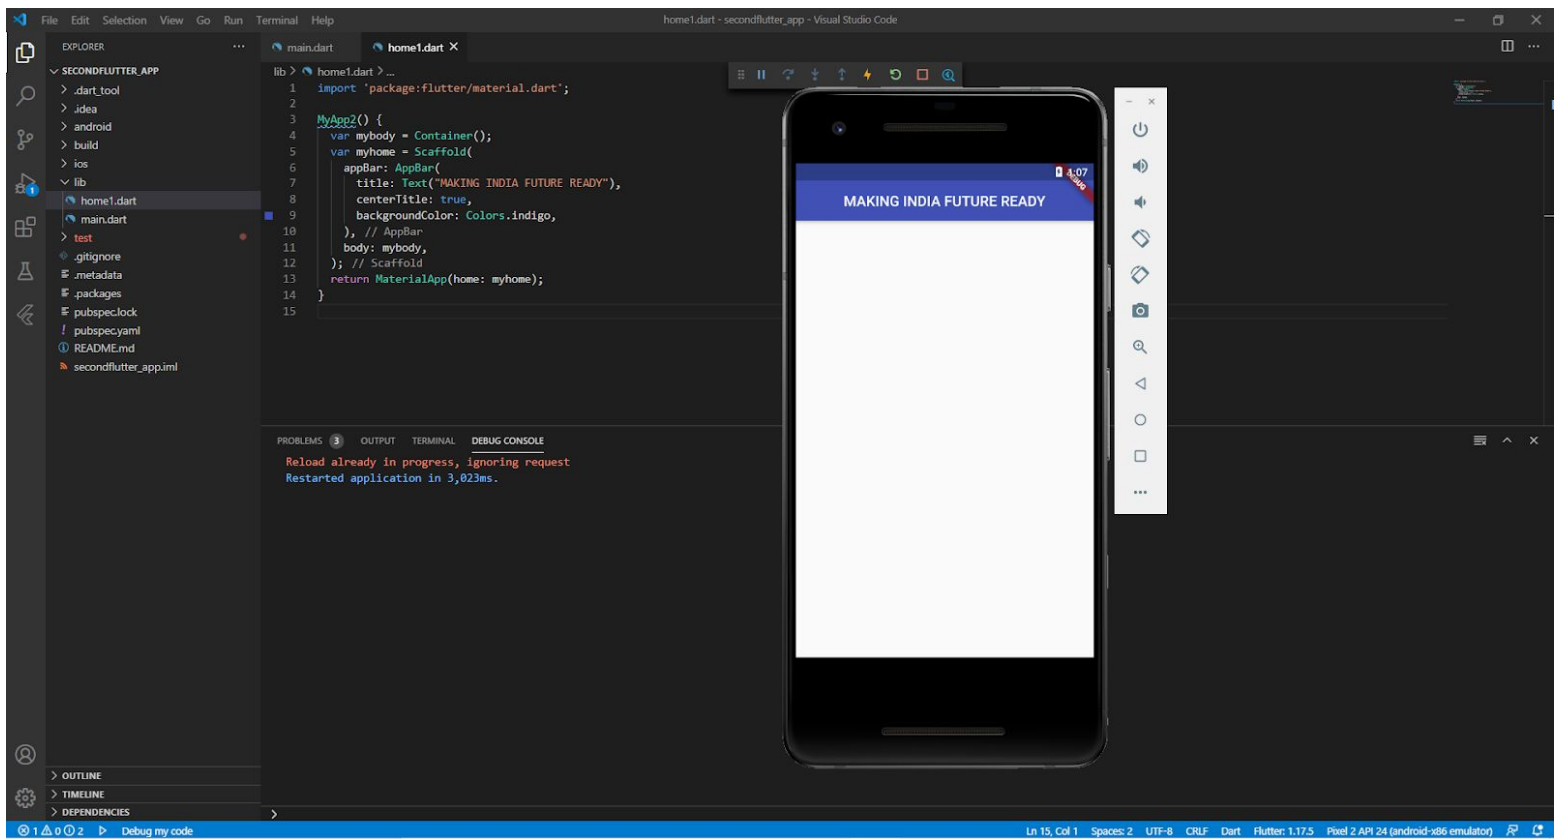 File Edit Selection View Go Run Terminal Help
home1.dart - secondflutter_app - Visual Studio Code
EXPLORER
main.dart home1.dart
SECONDFLUTTER_APP
.dart_tool
.idea
android
build
ios
lib
home1.dart
main.dart
test
.gitignore
.metadata
.packages
pubspec.lock
pubspec.yaml
README.md
secondflutter_app.iml
OUTLINE
TIMELINE
DEPENDENCIES
1
lib > home1.dart > ...
1 import 'package:flutter/material.dart';
2
3 MyApp2() {
4 var mybody = Container();
5 var myhome = Scaffold(
6 appBar: AppBar(
7 title: Text("MAKING INDIA FUTURE READY"),
8 centerTitle: true,
9 backgroundColor: Colors.indigo,
10 ), // AppBar
11 body: mybody,
12 ); // Scaffold
13 return MaterialApp(home: myhome);
14 }
15
PROBLEMS 3 OUTPUT TERMINAL DEBUG CONSOLE
Reload already in progress, ignoring request
Restarted application in 3,023ms.
4:07
DEBUG
MAKING INDIA FUTURE READY
1 0 2 Debug my code
Ln 15, Col 1 Spaces: 2 UTF-8 CRLF Dart Flutter: 1.17.5 Pixel 2 API 24 (android-x86 emulator)